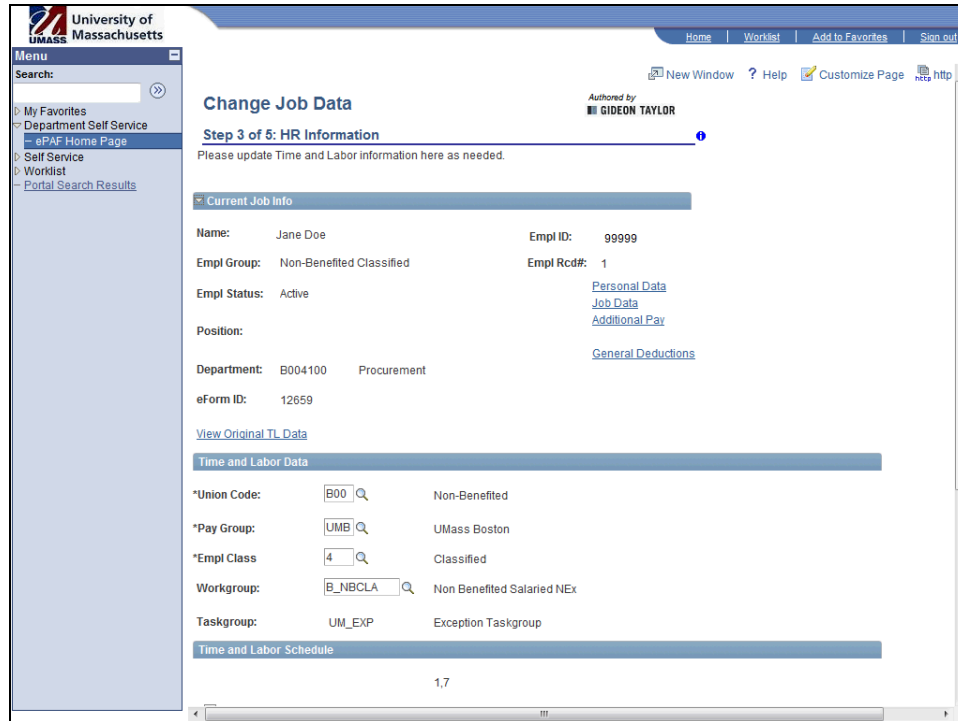 University of
Massachusetts
UMASS
Home | Worklist | Add to Favorites | Sign out
Menu
Search:
My Favorites
Department Self Service
ePAF Home Page
Self Service
Worklist
Portal Search Results
New Window ? Help Customize Page http
Change Job Data
Authored by
GIDEON TAYLOR
Step 3 of 5: HR Information
Please update Time and Labor information here as needed.
Current Job Info
Name: Jane Doe Empl ID: 99999
Empl Group: Non-Benefited Classified Empl Rcd#: 1
Empl Status: Active Personal Data
Job Data
Additional Pay
Position:
General Deductions
Department: B004100 Procurement
eForm ID: 12659
View Original TL Data
Time and Labor Data
*Union Code: B00 Non-Benefited
*Pay Group: UMB UMass Boston
*Empl Class 4 Classified
Workgroup: B_NBCLA Non Benefited Salaried NEx
Taskgroup: UM_EXP Exception Taskgroup
Time and Labor Schedule
1,7